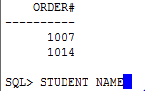 ORDER#
----------
1007
1014
SQL> STUDENT NAME